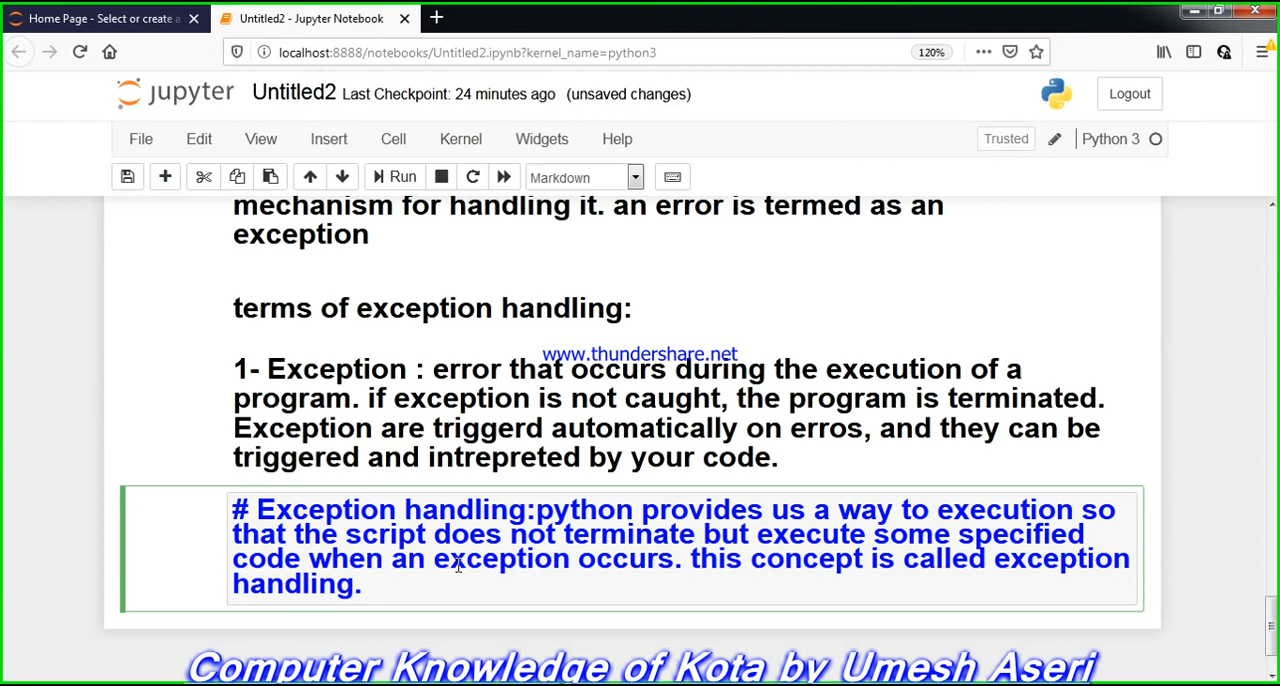 Home Page - Select or create a
Untitled2 - Jupyter Notebook
localhost:8888/notebooks/Untitled2.ipynb?kernel_name=python3
120%
jupyter Untitled2 Last Checkpoint: 24 minutes ago (unsaved changes)
Logout
File Edit View Insert Cell Kernel Widgets Help
Trusted
Python 3
Run
Markdown
mechanism for handling it. an error is termed as an
exception
terms of exception handling:
www.thundershare.net
1- Exception : error that occurs during the execution of a
program. if exception is not caught, the program is terminated.
Exception are triggerd automatically on erros, and they can be
triggered and intrepreted by your code.
# Exception handling:python provides us a way to execution so
that the script does not terminate but execute some specified
code when an exception occurs. this concept is called exception
handling.
Computer Knowledge of Kota by Umesh Aseri